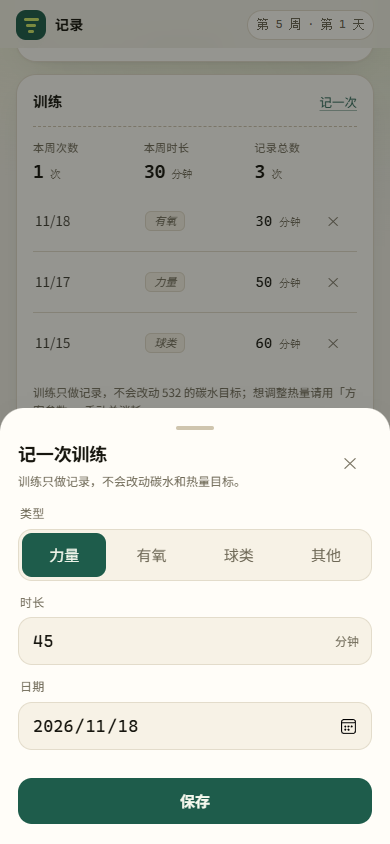 记录
第 5 周 · 第 1 天
训练
记一次
本周次数
本周时长
记录总数
1 次
30 分钟
3 次
11/18
有氧
30 分钟
11/17
力量
50 分钟
11/15
球类
60 分钟
训练只做记录，不会改动 532 的碳水目标；想调整热量请用「方
记一次训练
训练只做记录，不会改动碳水和热量目标。
类型
力量
有氧
球类
其他
时长
45
分钟
日期
2026/11/18
保存